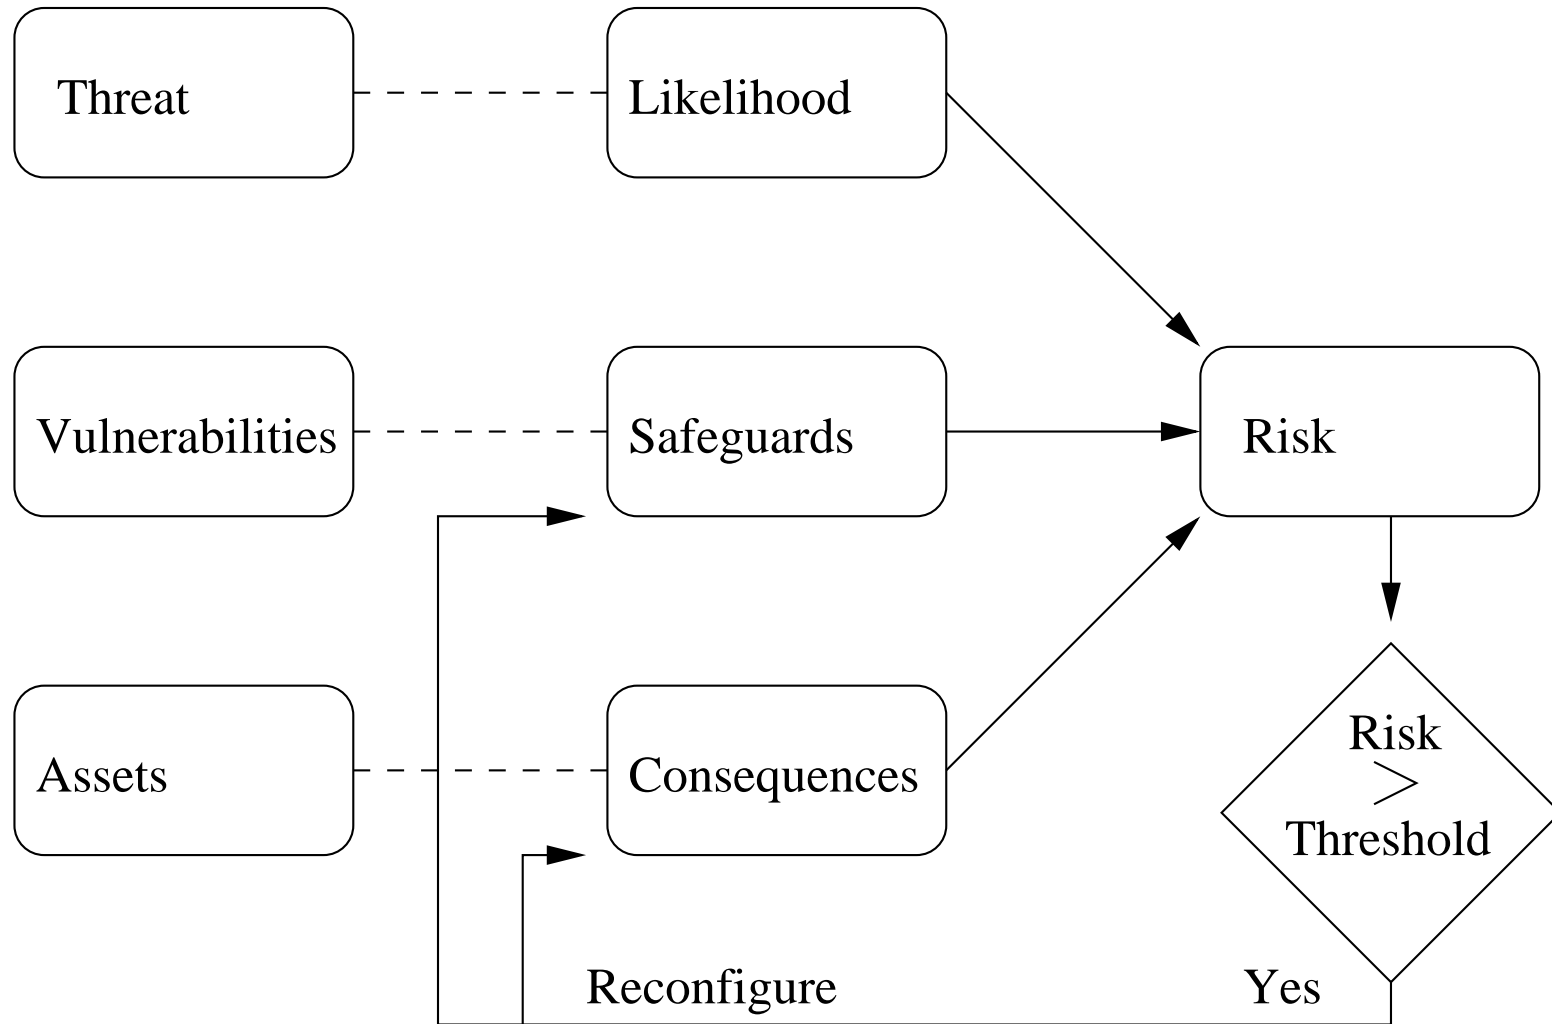 Threat
Likelihood
Vulnerabilities
Safeguards
Risk
Assets
Consequences
Risk
>
Threshold
Reconfigure
Yes